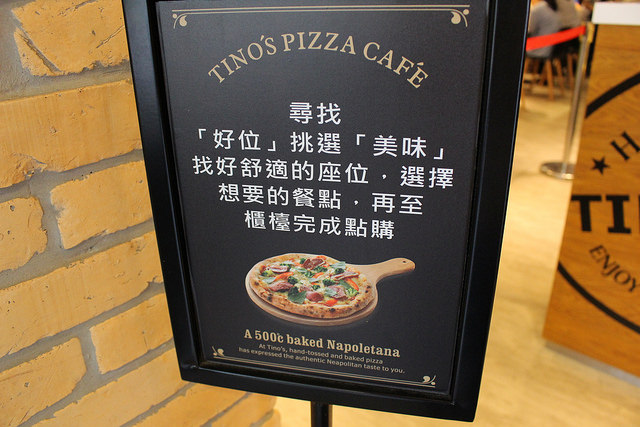 TINO'S PIZZA CAFÉ
尋找
「好位」挑選「美味」
找好舒適的座位，選擇
想要的餐點，再至
櫃檯完成點購
A 500c baked Napoletana
At Tino's, hand-tossed and baked pizza
has expressed the authentic Neapolitan taste to you.
H
TI
ENJOY